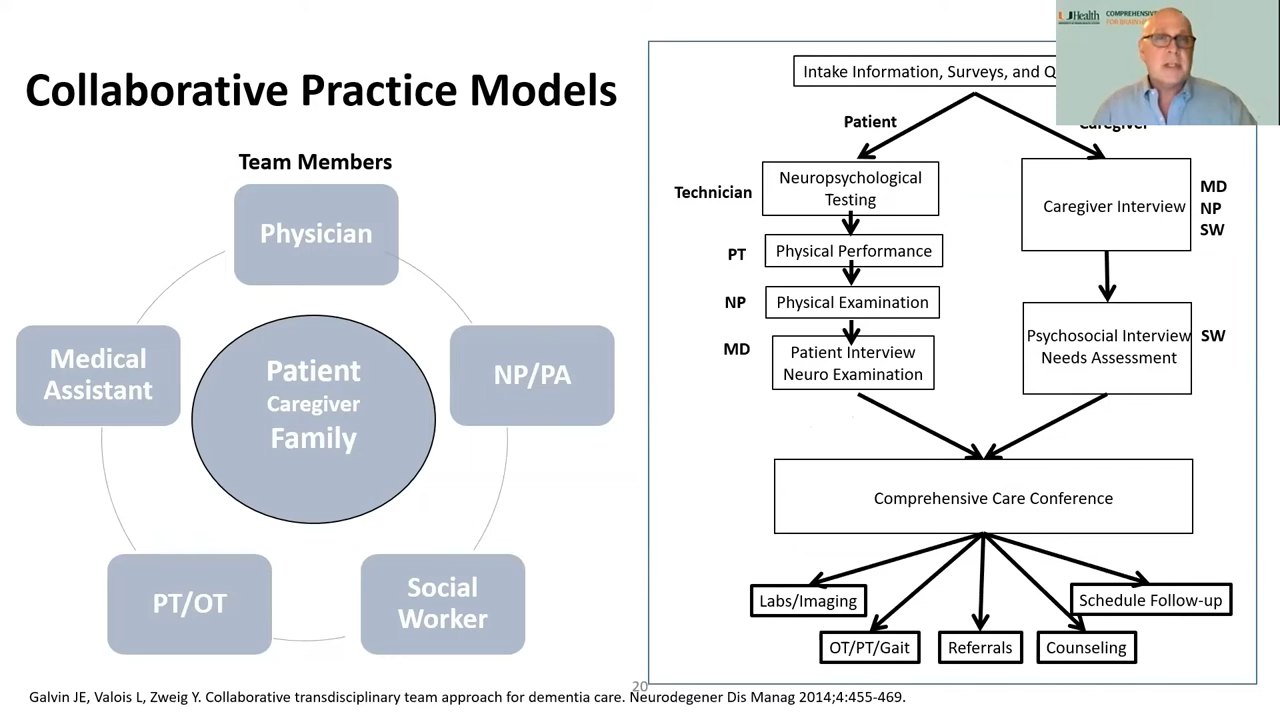 Collaborative Practice Models
Team Members
Physician
Medical
Assistant
NP/PA
Patient
Caregiver
Family
PT/OT
Social
Worker
Intake Information, Surveys, and Q
Patient
Caregiver
Technician
Neuropsychological
Testing
PT
Physical Performance
NP
Physical Examination
MD
Patient Interview
Neuro Examination
Caregiver Interview
MD
NP
SW
Psychosocial Interview
Needs Assessment
SW
Comprehensive Care Conference
Labs/Imaging
OT/PT/Gait
Referrals
Counseling
Schedule Follow-up
Galvin JE, Valois L, Zweig Y. Collaborative transdisciplinary team approach for dementia care. Neurodegener Dis Manag 2014;4:455-469.
20
UHealth